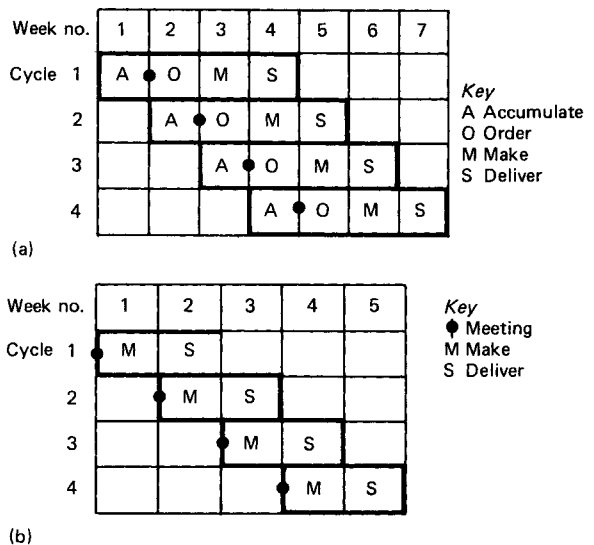 Week no. 1 2 3 4 5 6 7
Cycle 1 A O M S
2 A O M S
3 A O M S
4 A O M S
Key
A Accumulate
O Order
M Make
S Deliver
(a)
Week no. 1 2 3 4 5
Cycle 1 M S
2 M S
3 M S
4 M S
Key
Meeting
M Make
S Deliver
(b)